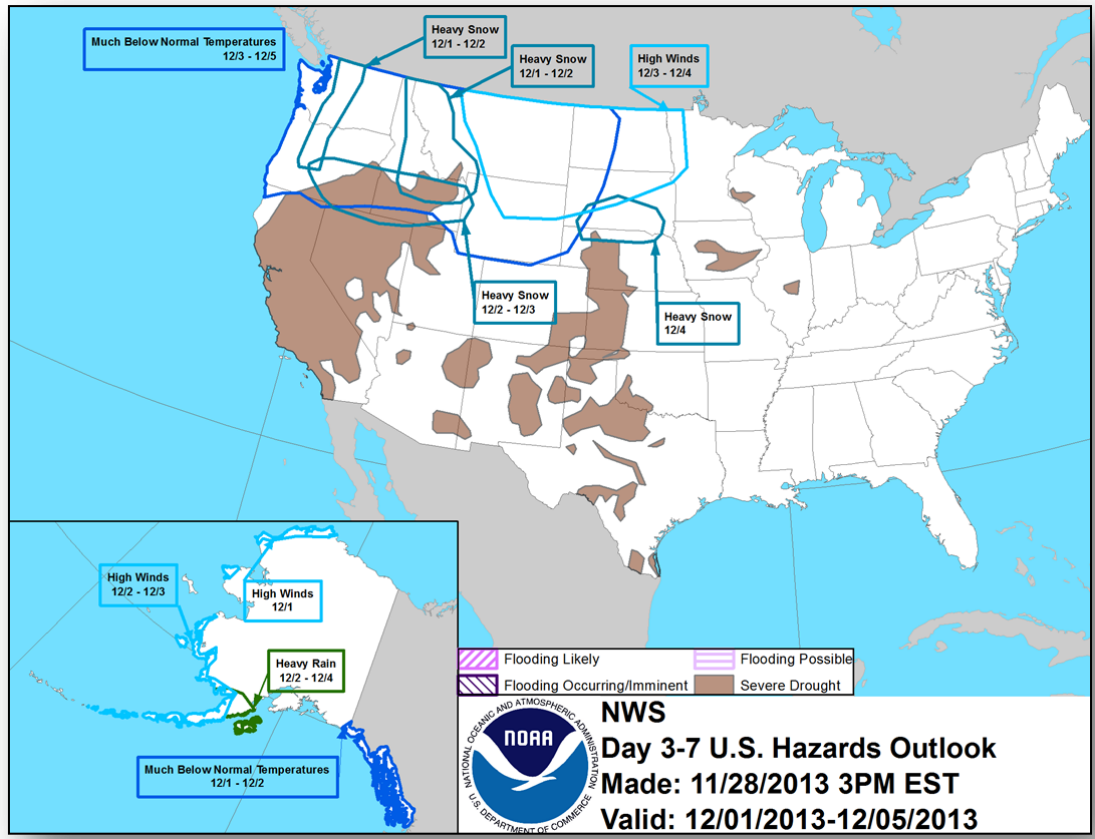 Much Below Normal Temperatures
12/3 - 12/5
Heavy Snow
12/1 - 12/2
Heavy Snow
12/1 - 12/2
High Winds
12/3 - 12/4
Heavy Snow
12/2 - 12/3
Heavy Snow
12/4
High Winds
12/2 - 12/3
High Winds
12/1
Heavy Rain
12/2 - 12/4
Much Below Normal Temperatures
12/1 - 12/2
Flooding Likely
Flooding Possible
Flooding Occurring/Imminent
Severe Drought
NATIONAL OCEANIC AND ATMOSPHERIC ADMINISTRATION
NOAA
U.S. DEPARTMENT OF COMMERCE
NWS
Day 3-7 U.S. Hazards Outlook
Made: 11/28/2013 3PM EST
Valid: 12/01/2013-12/05/2013